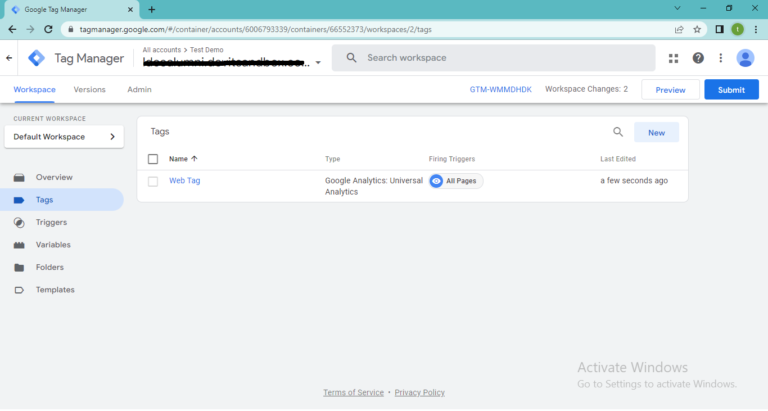 Google Tag Manager
tagmanager.google.com/#/container/accounts/6006793339/containers/66552373/workspaces/2/tags
Tag Manager
All accounts > Test Demo
Search workspace
Workspace Versions Admin
GTM-WMMDHDK Workspace Changes: 2 Preview Submit
CURRENT WORKSPACE
Default Workspace
Overview
Tags
Triggers
Variables
Folders
Templates
Tags
New
Name Type Firing Triggers Last Edited
Web Tag Google Analytics: Universal Analytics All Pages a few seconds ago
Activate Windows
Go to Settings to activate Windows.
Terms of Service • Privacy Policy